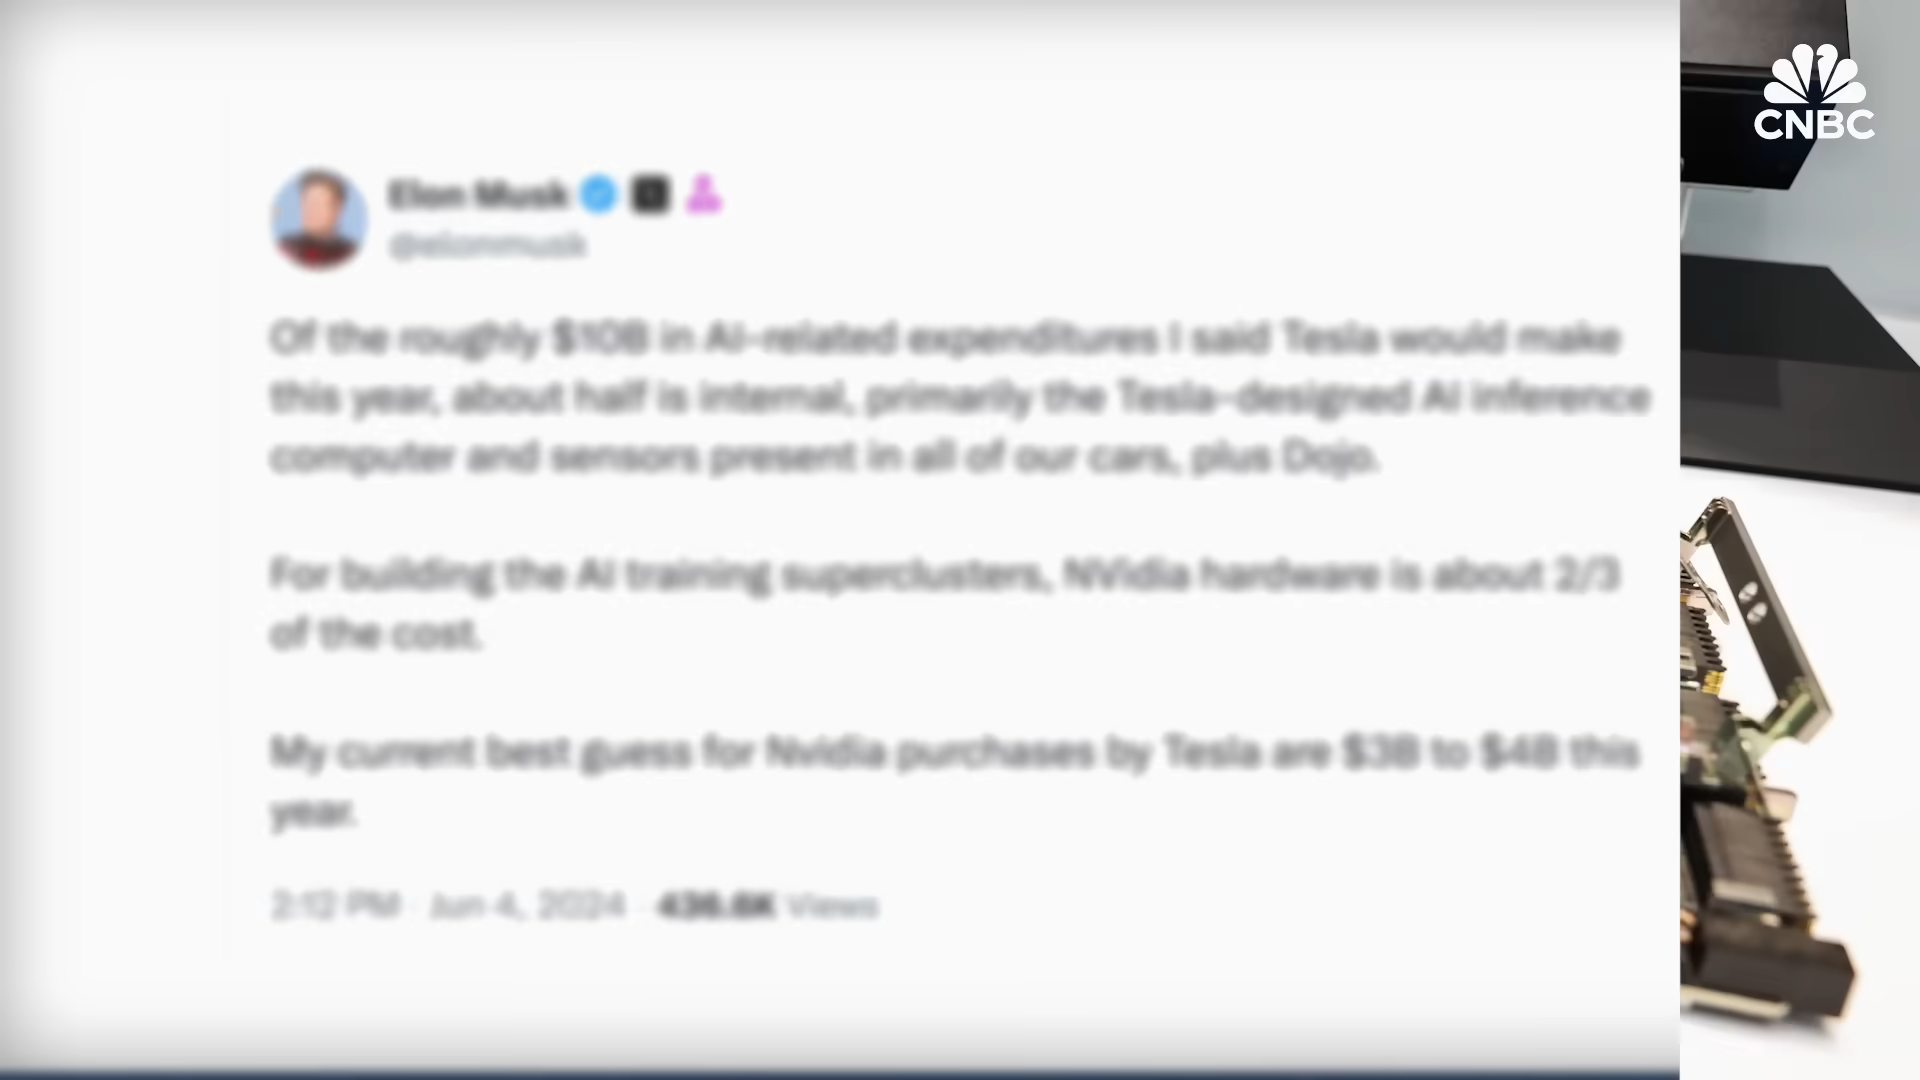 CNBC
Elon Musk
@elonmusk
Of the roughly $10B in AI-related expenditures I said Tesla would make
this year, about half is internal, primarily the Tesla-designed AI inference
computer and sensors present in all of our cars, plus Dojo.
For building the AI training superclusters, NVidia hardware is about 2/3
of the cost.
My current best guess for Nvidia purchases by Tesla are $3B to $4B this
year.
2:12 PM · Jun 4, 2024 · 436.6K Views